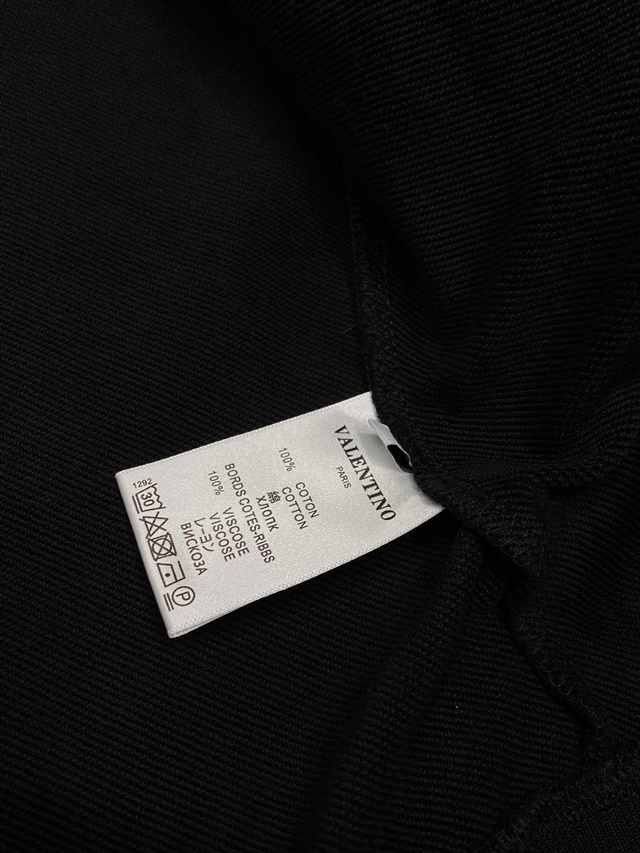 VALENTINO
PARIS
100% COTON
COTTON
綿
ХЛОПК
BORDS COTES-RIBBS
100% VISCOSE
VISCOSE
レーヨン
ВИСКОЗА
1292
30
P